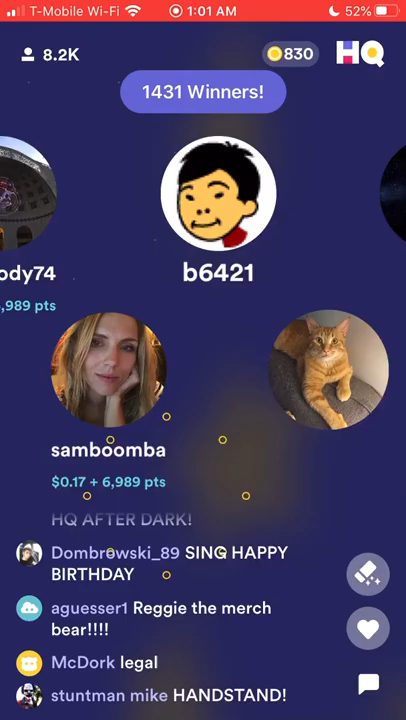 T-Mobile Wi-Fi 1:01 AM 52%
8.2K 830 HQ
1431 Winners!
ody74 b6421
,989 pts
samboomba
$0.17 + 6,989 pts
HQ AFTER DARK!
Dombrowski_89 SING HAPPY
BIRTHDAY
aguesser1 Reggie the merch
bear!!!!
McDork legal
stuntman mike HANDSTAND!